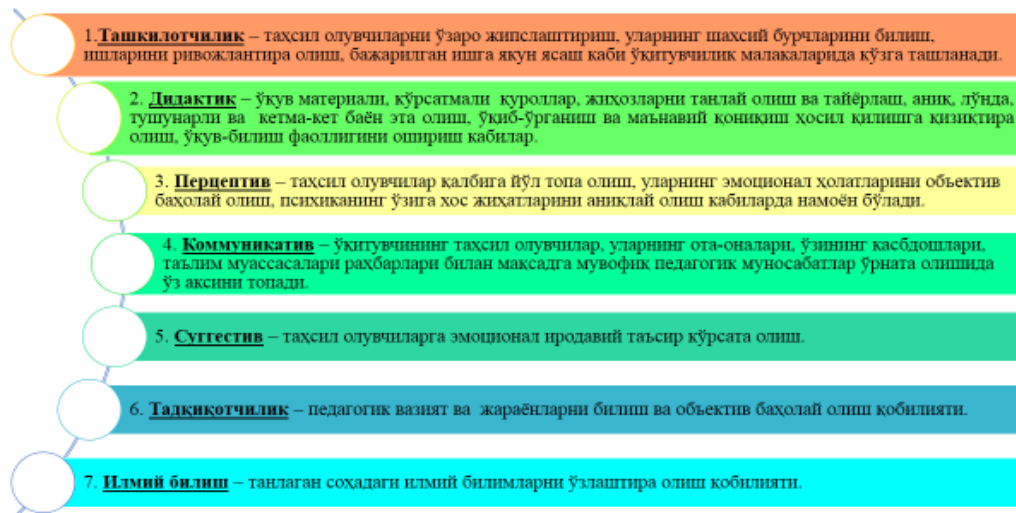 1.Ташкилотчилик – таҳсил олувчиларни ўзаро жипслаштириш, уларнинг шахсий бурчларини билиш,
ишларини ривожлантира олиш, бажарилган ишга якун ясаш каби ўқитувчилик малакаларида кўзга ташланади.
2. Дидактик – ўқув материали, кўрсатмали қуроллар, жиҳозларни танлай олиш ва тайёрлаш, аниқ, лўнда,
тушунарли ва кетма-кет баён эта олиш, ўқиб-ўрганиш ва маънавий қониқиш ҳосил қилишга қизиқтира
олиш, ўқув-билиш фаоллигини ошириш кабилар.
3. Перцептив – таҳсил олувчилар қалбига йўл топа олиш, уларнинг эмоционал ҳолатларини объектив
баҳолай олиш, психиканинг ўзига хос жиҳатларини аниқлай олиш кабиларда намоён бўлади.
4. Коммуникатив – ўқитувчининг таҳсил олувчилар, уларнинг ота-оналари, ўзининг касбдошлари,
таълим муассасалари раҳбарлари билан мақсадга мувофиқ педагогик муносабатлар ўрната олишида
ўз аксини топади.
5. Суггестив – таҳсил олувчиларга эмоционал иродавий таъсир кўрсата олиш.
6. Тадқиқотчилик – педагогик вазият ва жараёнларни билиш ва объектив баҳолай олиш қобилияти.
7. Илмий билиш – танлаган соҳадаги илмий билимларни ўзлаштира олиш қобилияти.